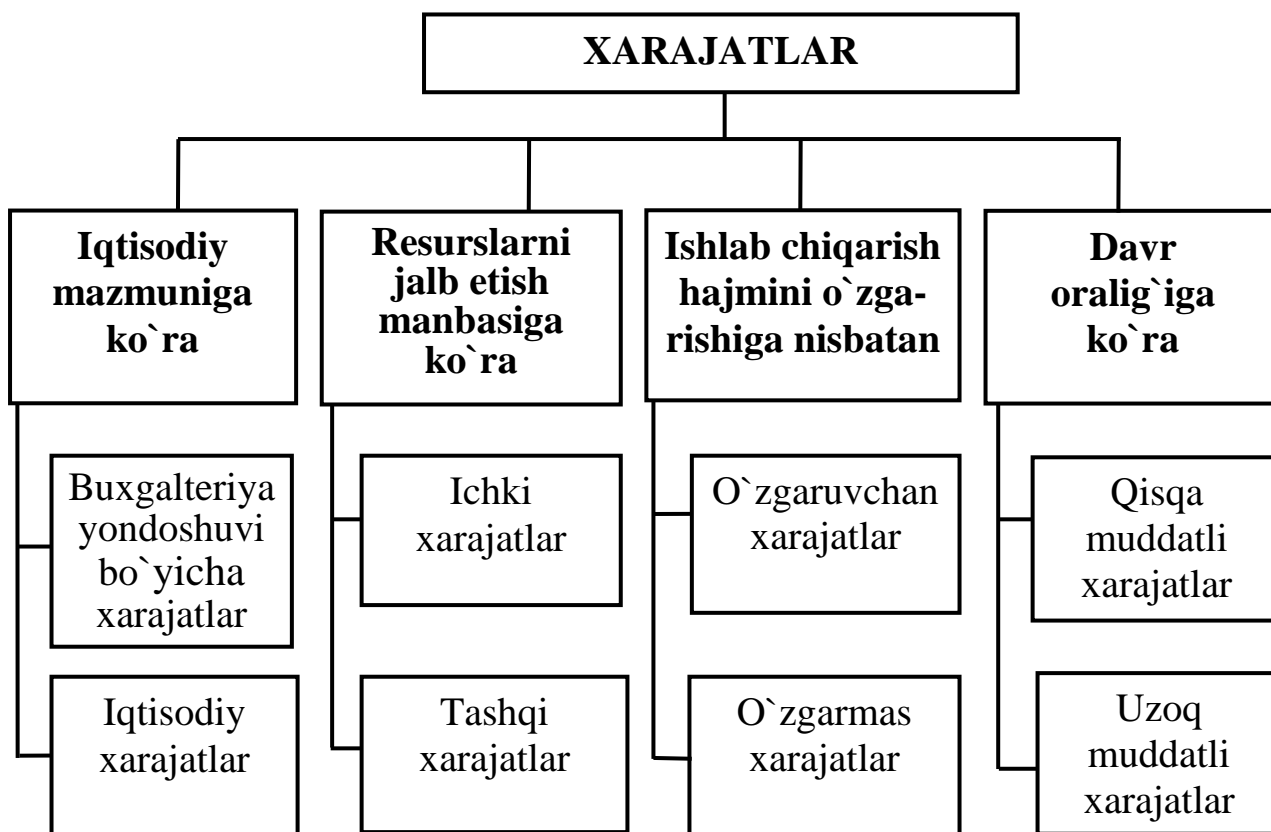 XARAJATLAR
Iqtisodiy
mazmuniga
ko`ra
Resurslarni
jalb etish
manbasiga
ko`ra
Ishlab chiqarish
hajmini o`zga-
rishiga nisbatan
Davr
oralig`iga
ko`ra
Buxgalteriya
yondoshuvi
bo`yicha
xarajatlar
Ichki
xarajatlar
O`zgaruvchan
xarajatlar
Qisqa
muddatli
xarajatlar
Iqtisodiy
xarajatlar
Tashqi
xarajatlar
O`zgarmas
xarajatlar
Uzoq
muddatli
xarajatlar